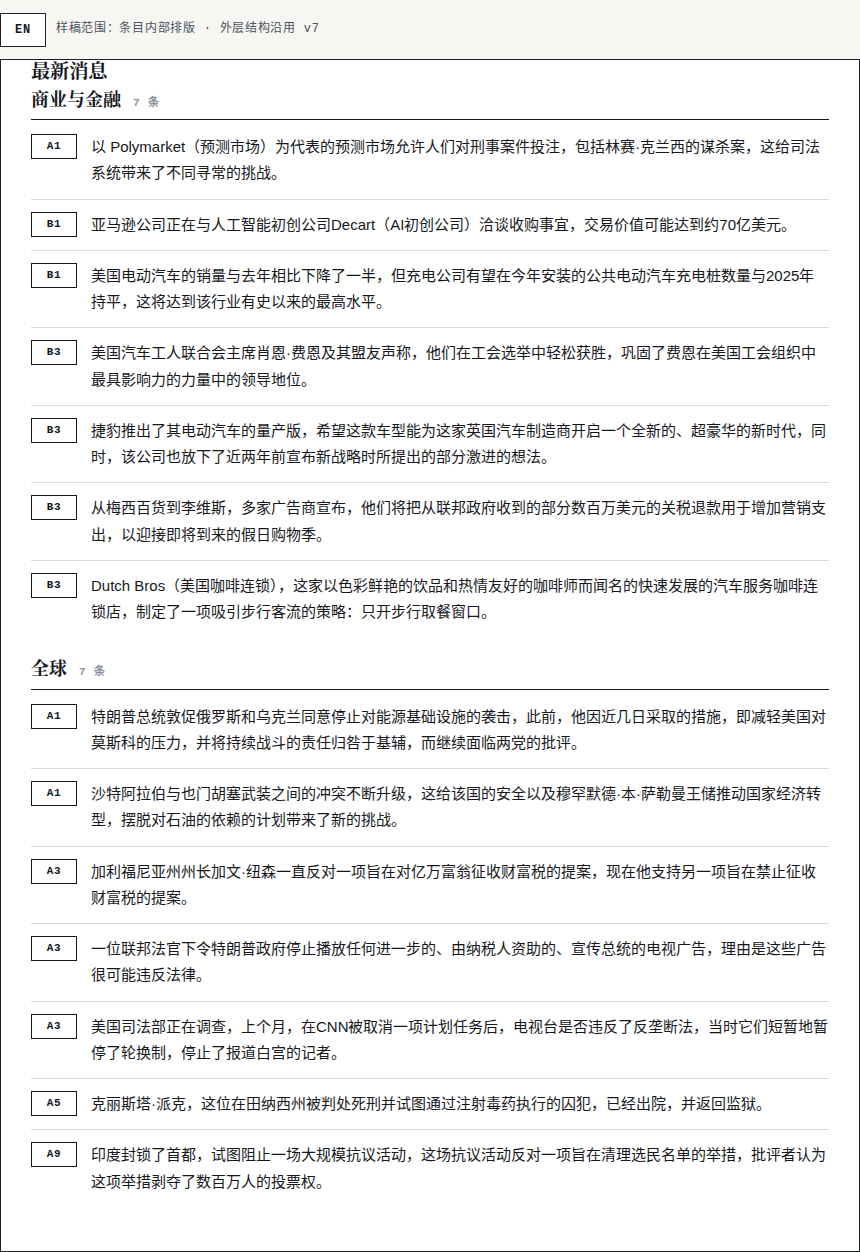 EN
样稿范围：条目内部排版 · 外层结构沿用 v7
最新消息
商业与金融 7 条
A1
以 Polymarket（预测市场）为代表的预测市场允许人们对刑事案件投注，包括林赛·克兰西的谋杀案，这给司法
系统带来了不同寻常的挑战。
B1
亚马逊公司正在与人工智能初创公司Decart（AI初创公司）洽谈收购事宜，交易价值可能达到约70亿美元。
B1
美国电动汽车的销量与去年相比下降了一半，但充电公司有望在今年安装的公共电动汽车充电桩数量与2025年
持平，这将达到该行业有史以来的最高水平。
B3
美国汽车工人联合会主席肖恩·费恩及其盟友声称，他们在工会选举中轻松获胜，巩固了费恩在美国工会组织中
最具影响力的力量中的领导地位。
B3
捷豹推出了其电动汽车的量产版，希望这款车型能为这家英国汽车制造商开启一个全新的、超豪华的新时代，同
时，该公司也放下了近两年前宣布新战略时所提出的部分激进的想法。
B3
从梅西百货到李维斯，多家广告商宣布，他们将把从联邦政府收到的部分数百万美元的关税退款用于增加营销支
出，以迎接即将到来的假日购物季。
B3
Dutch Bros（美国咖啡连锁），这家以色彩鲜艳的饮品和热情友好的咖啡师而闻名的快速发展的汽车服务咖啡连
锁店，制定了一项吸引步行客流的策略：只开步行取餐窗口。
全球 7 条
A1
特朗普总统敦促俄罗斯和乌克兰同意停止对能源基础设施的袭击，此前，他因近几日采取的措施，即减轻美国对
莫斯科的压力，并将持续战斗的责任归咎于基辅，而继续面临两党的批评。
A1
沙特阿拉伯与也门胡塞武装之间的冲突不断升级，这给该国的安全以及穆罕默德·本·萨勒曼王储推动国家经济转
型，摆脱对石油的依赖的计划带来了新的挑战。
A3
加利福尼亚州州长加文·纽森一直反对一项旨在对亿万富翁征收财富税的提案，现在他支持另一项旨在禁止征收
财富税的提案。
A3
一位联邦法官下令特朗普政府停止播放任何进一步的、由纳税人资助的、宣传总统的电视广告，理由是这些广告
很可能违反法律。
A3
美国司法部正在调查，上个月，在CNN被取消一项计划任务后，电视台是否违反了反垄断法，当时它们短暂地暂
停了轮换制，停止了报道白宫的记者。
A5
克丽斯塔·派克，这位在田纳西州被判处死刑并试图通过注射毒药执行的囚犯，已经出院，并返回监狱。
A9
印度封锁了首都，试图阻止一场大规模抗议活动，这场抗议活动反对一项旨在清理选民名单的举措，批评者认为
这项举措剥夺了数百万人的投票权。